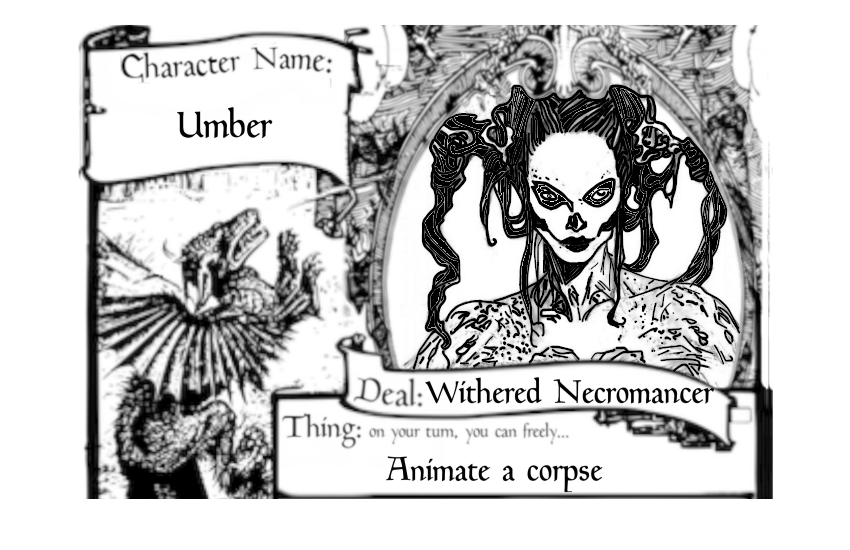 Character Name:
Umber
Deal: Withered Necromancer
Thing: on your turn, you can freely...
Animate a corpse